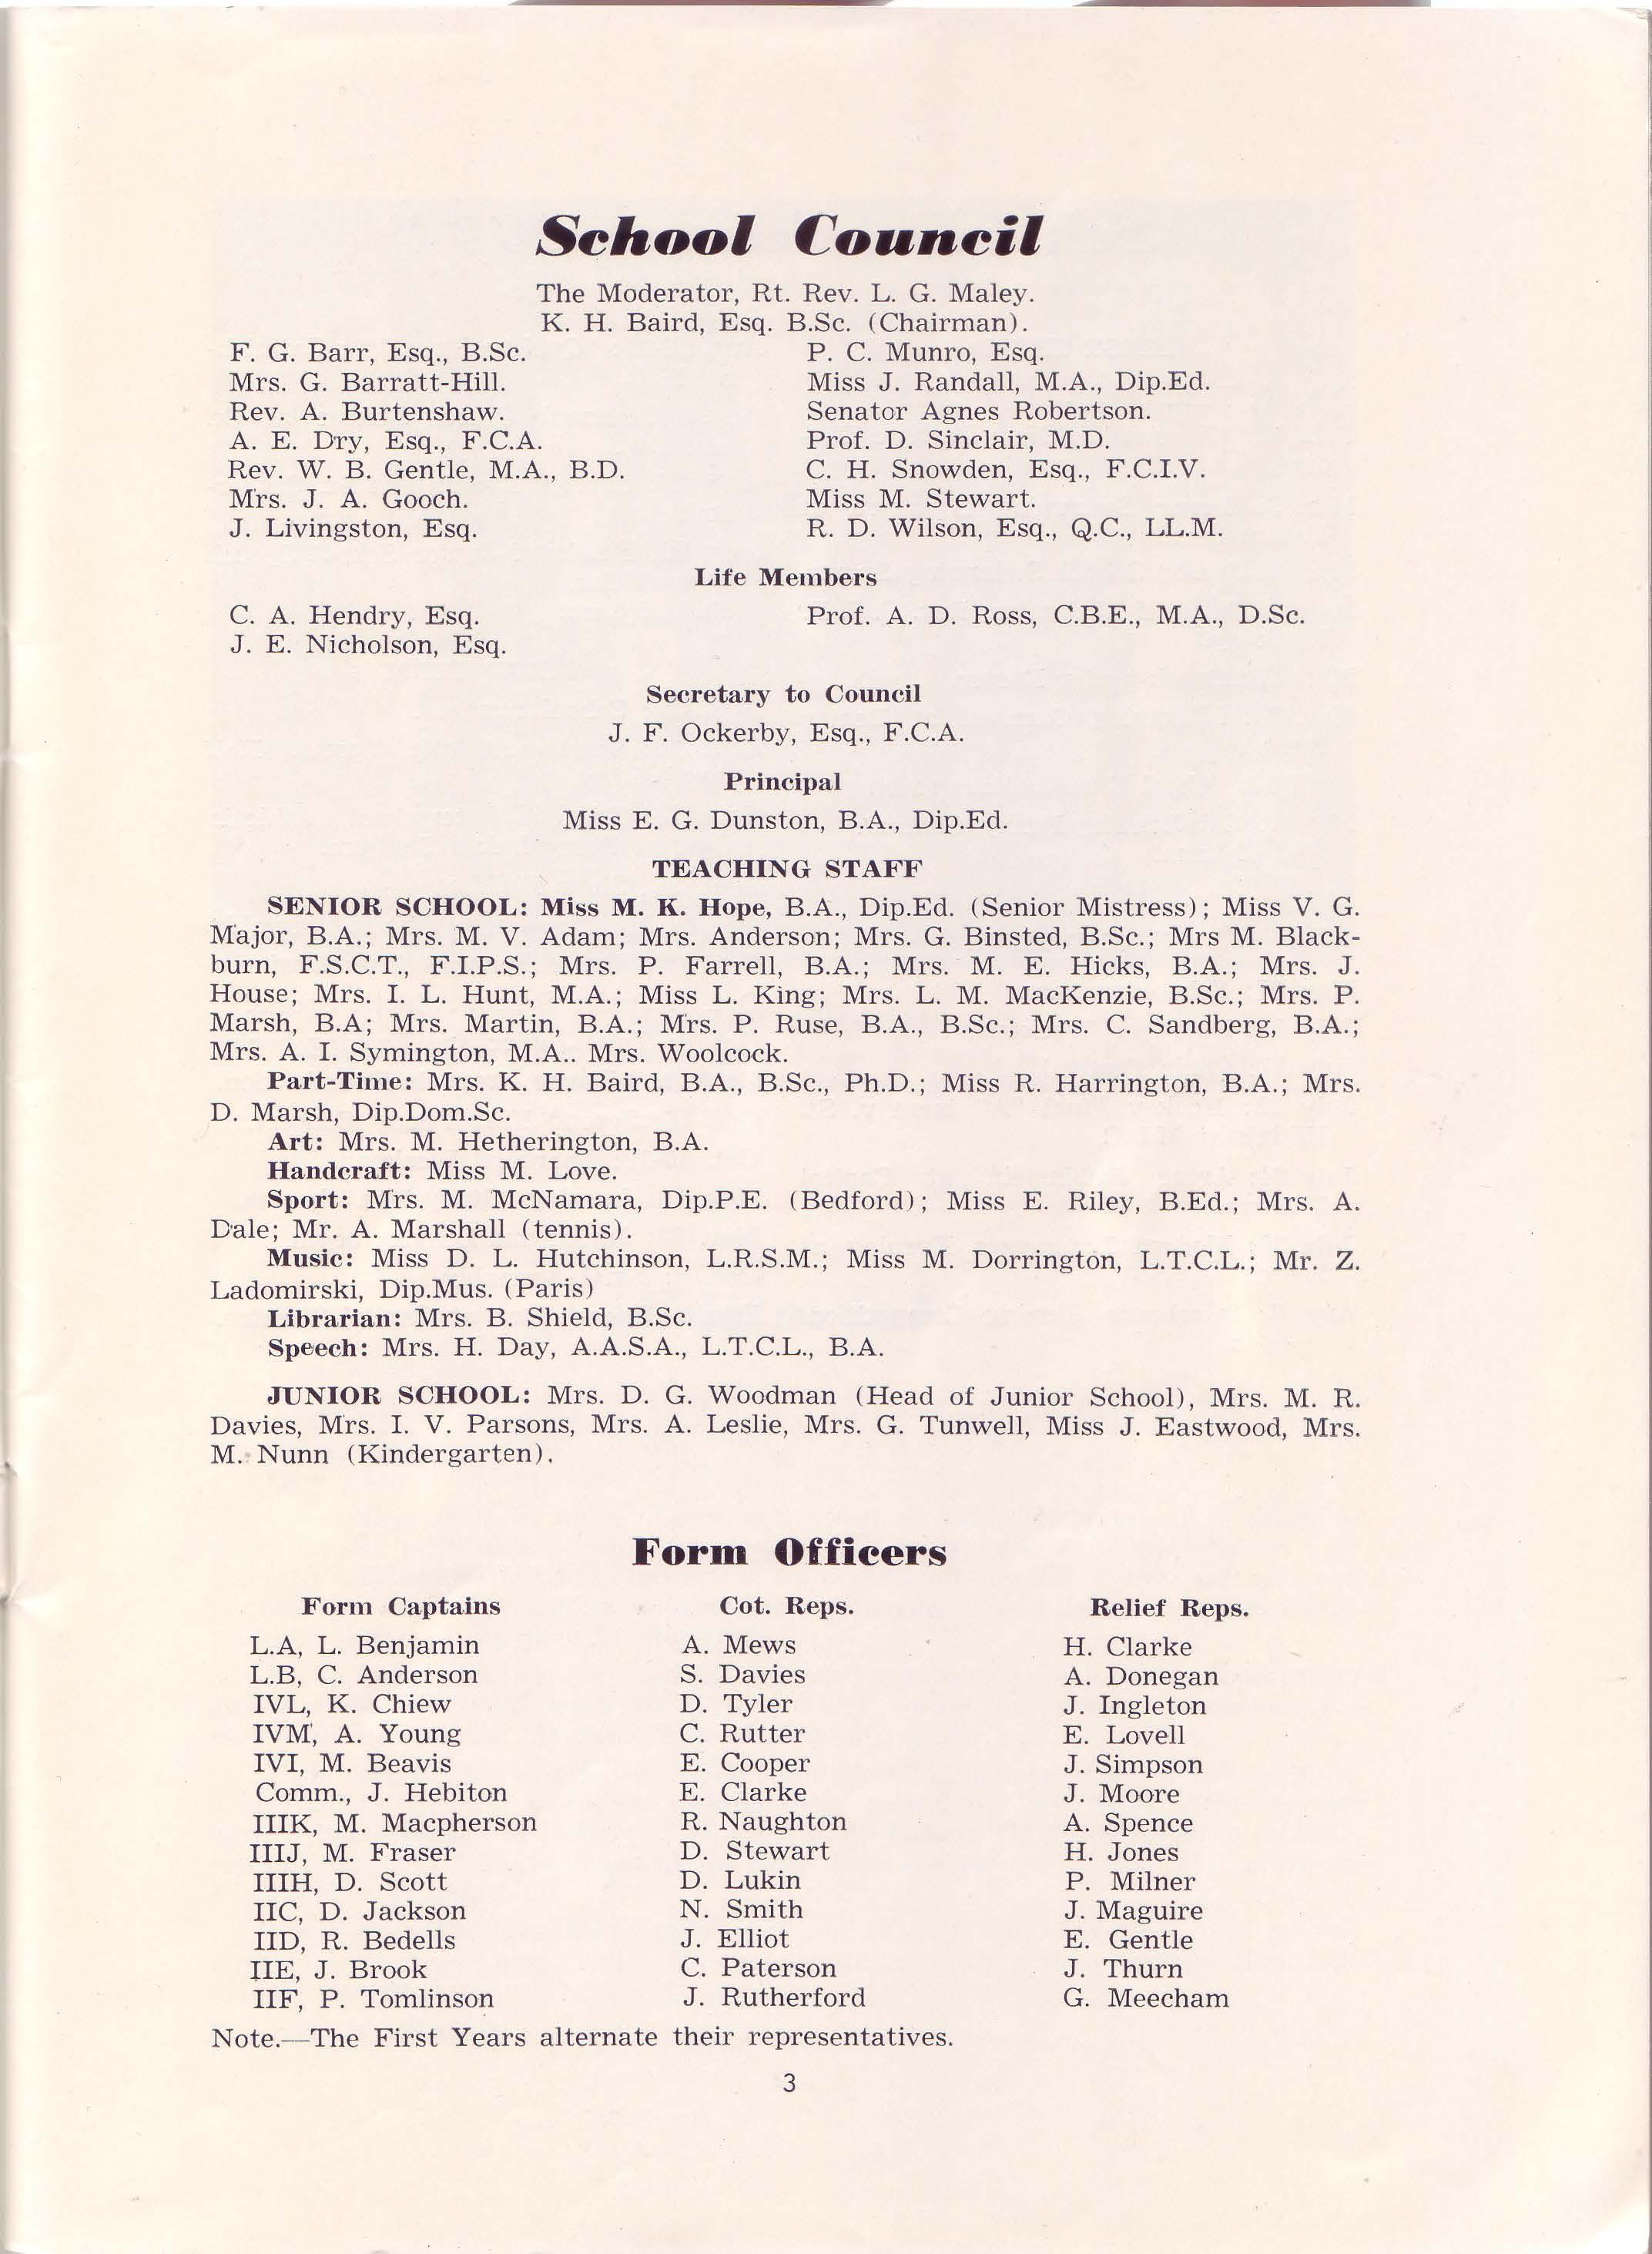 School Council
The Moderator, Rt. Rev. L. G. Maley.
K. H. Baird, Esq. B.Sc. (Chairman).
F. G. Barr, Esq., B.Sc.
Mrs. G. Barratt-Hill.
Rev. A. Burtenshaw.
A. E. Dry, Esq., F.C.A.
Rev. W. B. Gentle, M.A., B.D.
Mrs. J. A. Gooch.
J. Livingston, Esq.
P. C. Munro, Esq.
Miss J. Randall, M.A., Dip.Ed.
Senator Agnes Robertson.
Prof. D. Sinclair, M.D.
C. H. Snowden, Esq., F.C.I.V.
Miss M. Stewart.
R. D. Wilson, Esq., Q.C., LL.M.
Life Members
C. A. Hendry, Esq.
J. E. Nicholson, Esq.
Prof. A. D. Ross, C.B.E., M.A., D.Sc.
Secretary to Council
J. F. Ockerby, Esq., F.C.A.
Principal
Miss E. G. Dunston, B.A., Dip.Ed.
TEACHING STAFF
SENIOR SCHOOL: Miss M. K. Hope, B.A., Dip.Ed. (Senior Mistress); Miss V. G.
Major, B.A.; Mrs. M. V. Adam; Mrs. Anderson; Mrs. G. Binsted, B.Sc.; Mrs M. Black-
burn, F.S.C.T., F.I.P.S.; Mrs. P. Farrell, B.A.; Mrs. M. E. Hicks, B.A.; Mrs. J.
House; Mrs. I. L. Hunt, M.A.; Miss L. King; Mrs. L. M. MacKenzie, B.Sc.; Mrs. P.
Marsh, B.A; Mrs. Martin, B.A.; Mrs. P. Ruse, B.A., B.Sc.; Mrs. C. Sandberg, B.A.;
Mrs. A. I. Symington, M.A.. Mrs. Woolcock.
Part-Time: Mrs. K. H. Baird, B.A., B.Sc., Ph.D.; Miss R. Harrington, B.A.; Mrs.
D. Marsh, Dip.Dom.Sc.
Art: Mrs. M. Hetherington, B.A.
Handcraft: Miss M. Love.
Sport: Mrs. M. McNamara, Dip.P.E. (Bedford); Miss E. Riley, B.Ed.; Mrs. A.
Dale; Mr. A. Marshall (tennis).
Music: Miss D. L. Hutchinson, L.R.S.M.; Miss M. Dorrington, L.T.C.L.; Mr. Z.
Ladomirski, Dip.Mus. (Paris)
Librarian: Mrs. B. Shield, B.Sc.
Speech: Mrs. H. Day, A.A.S.A., L.T.C.L., B.A.
JUNIOR SCHOOL: Mrs. D. G. Woodman (Head of Junior School), Mrs. M. R.
Davies, Mrs. I. V. Parsons, Mrs. A. Leslie, Mrs. G. Tunwell, Miss J. Eastwood, Mrs.
M. Nunn (Kindergarten).
Form Officers
Form Captains
L.A, L. Benjamin
L.B, C. Anderson
IVL, K. Chiew
IVM, A. Young
IVI, M. Beavis
Comm., J. Hebiton
IIIK, M. Macpherson
IIIJ, M. Fraser
IIIH, D. Scott
IIC, D. Jackson
IID, R. Bedells
IIE, J. Brook
IIF, P. Tomlinson
Cot. Reps.
A. Mews
S. Davies
D. Tyler
C. Rutter
E. Cooper
E. Clarke
R. Naughton
D. Stewart
D. Lukin
N. Smith
J. Elliot
C. Paterson
J. Rutherford
Relief Reps.
H. Clarke
A. Donegan
J. Ingleton
E. Lovell
J. Simpson
J. Moore
A. Spence
H. Jones
P. Milner
J. Maguire
E. Gentle
J. Thurn
G. Meecham
Note.—The First Years alternate their representatives.
3